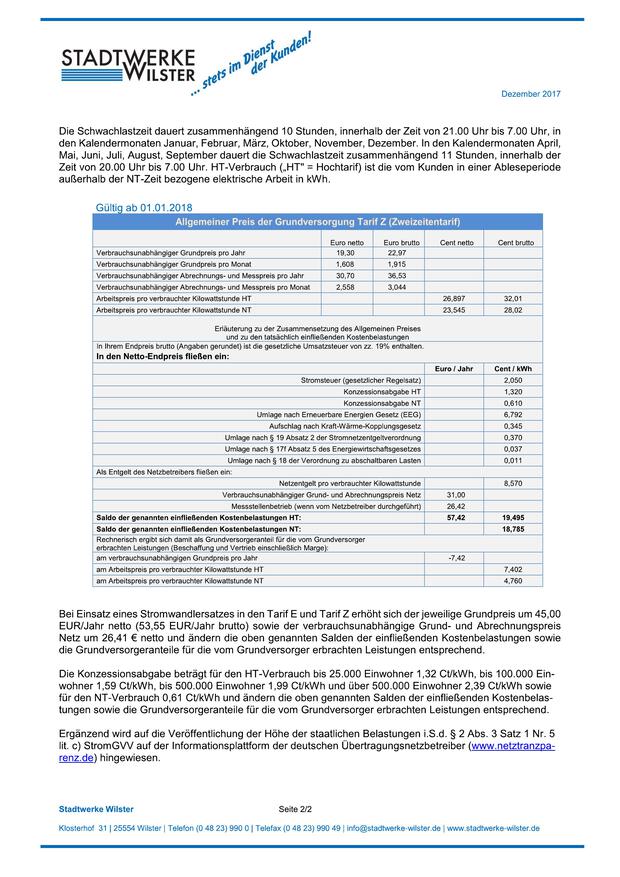 STADTWERKE
WILSTER
... stets im Dienst
der Kunden!
Dezember 2017
Die Schwachlastzeit dauert zusammenhängend 10 Stunden, innerhalb der Zeit von 21.00 Uhr bis 7.00 Uhr, in
den Kalendermonaten Januar, Februar, März, Oktober, November, Dezember. In den Kalendermonaten April,
Mai, Juni, Juli, August, September dauert die Schwachlastzeit zusammenhängend 11 Stunden, innerhalb der
Zeit von 20.00 Uhr bis 7.00 Uhr. HT-Verbrauch („HT" = Hochtarif) ist die vom Kunden in einer Ableseperiode
außerhalb der NT-Zeit bezogene elektrische Arbeit in kWh.
Gültig ab 01.01.2018
Allgemeiner Preis der Grundversorgung Tarif Z (Zweizeitentarif)
Euro netto Euro brutto Cent netto Cent brutto
Verbrauchsunabhängiger Grundpreis pro Jahr 19,30 22,97
Verbrauchsunabhängiger Grundpreis pro Monat 1,608 1,915
Verbrauchsunabhängiger Abrechnungs- und Messpreis pro Jahr 30,70 36,53
Verbrauchsunabhängiger Abrechnungs- und Messpreis pro Monat 2,558 3,044
Arbeitspreis pro verbrauchter Kilowattstunde HT 26,897 32,01
Arbeitspreis pro verbrauchter Kilowattstunde NT 23,545 28,02
Erläuterung zu der Zusammensetzung des Allgemeinen Preises
und zu den tatsächlich einfließenden Kostenbelastungen
In Ihrem Endpreis brutto (Angaben gerundet) ist die gesetzliche Umsatzsteuer von zz. 19% enthalten.
In den Netto-Endpreis fließen ein:
Euro / Jahr Cent / kWh
Stromsteuer (gesetzlicher Regelsatz) 2,050
Konzessionsabgabe HT 1,320
Konzessionsabgabe NT 0,610
Umlage nach Erneuerbare Energien Gesetz (EEG) 6,792
Aufschlag nach Kraft-Wärme-Kopplungsgesetz 0,345
Umlage nach § 19 Absatz 2 der Stromnetzentgeltverordnung 0,370
Umlage nach § 17f Absatz 5 des Energiewirtschaftsgesetzes 0,037
Umlage nach § 18 der Verordnung zu abschaltbaren Lasten 0,011
Als Entgelt des Netzbetreibers fließen ein:
Netzentgelt pro verbrauchter Kilowattstunde 8,570
Verbrauchsunabhängiger Grund- und Abrechnungspreis Netz 31,00
Messstellenbetrieb (wenn vom Netzbetreiber durchgeführt) 26,42
Saldo der genannten einfließenden Kostenbelastungen HT: 57,42 19,495
Saldo der genannten einfließenden Kostenbelastungen NT: 18,785
Rechnerisch ergibt sich damit als Grundversorgeranteil für die vom Grundversorger
erbrachten Leistungen (Beschaffung und Vertrieb einschließlich Marge):
am verbrauchsunabhängigen Grundpreis pro Jahr -7,42
am Arbeitspreis pro verbrauchter Kilowattstunde HT 7,402
am Arbeitspreis pro verbrauchter Kilowattstunde NT 4,760
Bei Einsatz eines Stromwandlersatzes in den Tarif E und Tarif Z erhöht sich der jeweilige Grundpreis um 45,00
EUR/Jahr netto (53,55 EUR/Jahr brutto) sowie der verbrauchsunabhängige Grund- und Abrechnungspreis
Netz um 26,41 € netto und ändern die oben genannten Salden der einfließenden Kostenbelastungen sowie
die Grundversorgeranteile für die vom Grundversorger erbrachten Leistungen entsprechend.
Die Konzessionsabgabe beträgt für den HT-Verbrauch bis 25.000 Einwohner 1,32 Ct/kWh, bis 100.000 Ein-
wohner 1,59 Ct/kWh, bis 500.000 Einwohner 1,99 Ct/kWh und über 500.000 Einwohner 2,39 Ct/kWh sowie
für den NT-Verbrauch 0,61 Ct/kWh und ändern die oben genannten Salden der einfließenden Kostenbelas-
tungen sowie die Grundversorgeranteile für die vom Grundversorger erbrachten Leistungen entsprechend.
Ergänzend wird auf die Veröffentlichung der Höhe der staatlichen Belastungen i.S.d. § 2 Abs. 3 Satz 1 Nr. 5
lit. c) StromGVV auf der Informationsplattform der deutschen Übertragungsnetzbetreiber (www.netztranzpa-
renz.de) hingewiesen.
Stadtwerke Wilster Seite 2/2
Klosterhof 31 | 25554 Wilster | Telefon (0 48 23) 990 0 | Telefax (0 48 23) 990 49 | info@stadtwerke-wilster.de | www.stadtwerke-wilster.de